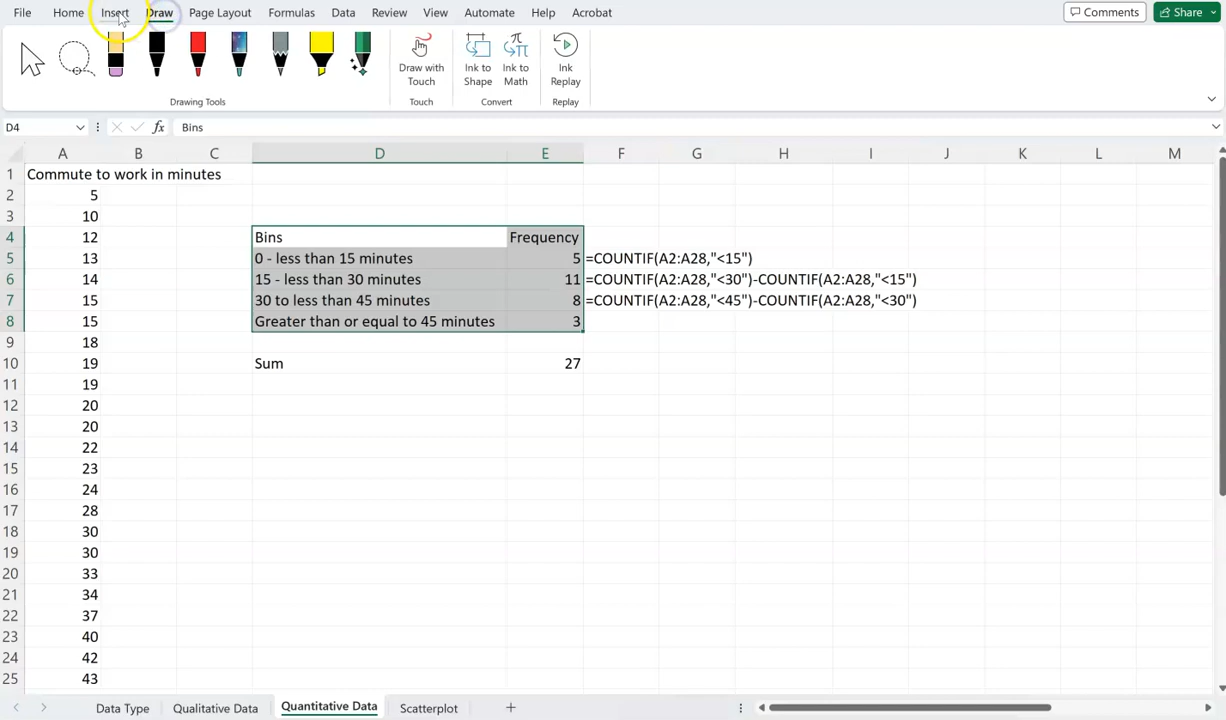 File Home Insert Draw Page Layout Formulas Data Review View Automate Help Acrobat Comments Share
Draw with Touch Ink to Shape Ink to Math Ink Replay
Drawing Tools Touch Convert Replay
D4 fx Bins
A B C D E F G H I J K L M
1 Commute to work in minutes
2 5
3 10
4 12 Bins Frequency
5 13 0 - less than 15 minutes 5 =COUNTIF(A2:A28,"<15")
6 14 15 - less than 30 minutes 11 =COUNTIF(A2:A28,"<30")-COUNTIF(A2:A28,"<15")
7 15 30 to less than 45 minutes 8 =COUNTIF(A2:A28,"<45")-COUNTIF(A2:A28,"<30")
8 15 Greater than or equal to 45 minutes 3
9 18
10 19 Sum 27
11 19
12 20
13 20
14 22
15 23
16 24
17 28
18 30
19 30
20 33
21 34
22 37
23 40
24 42
25 43
Data Type Qualitative Data Quantitative Data Scatterplot